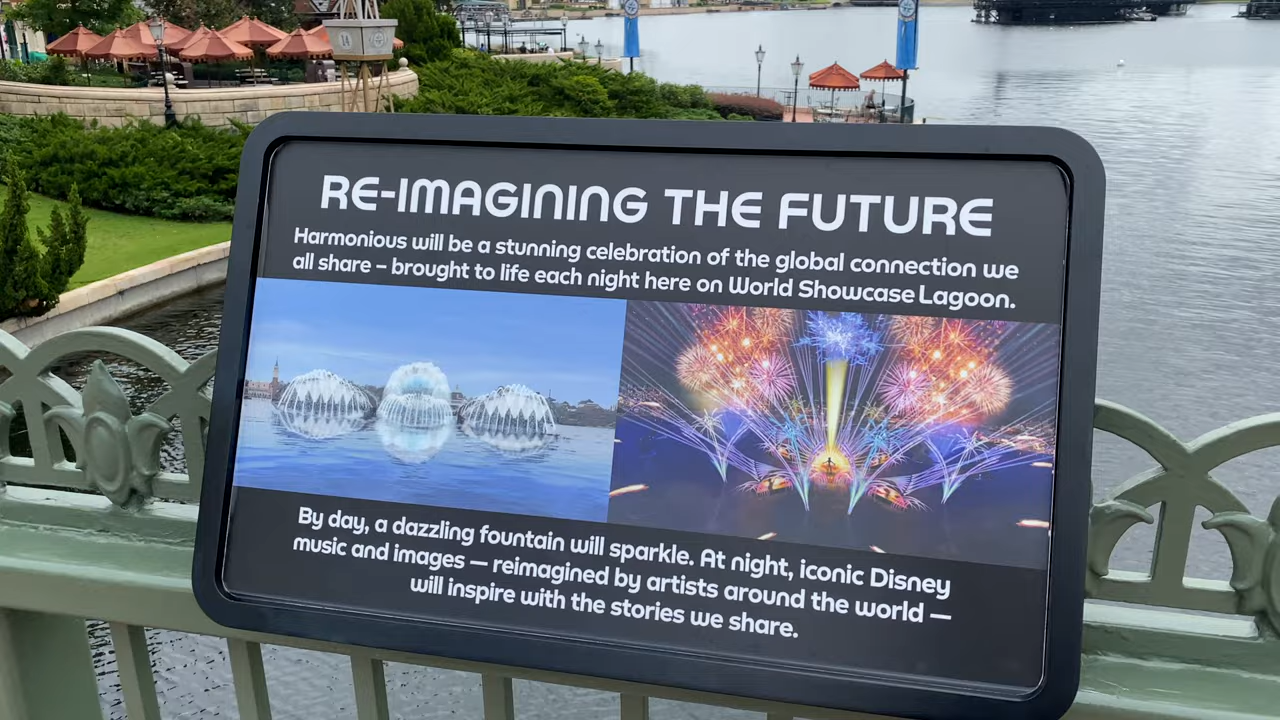 RE-IMAGINING THE FUTURE
Harmonious will be a stunning celebration of the global connection we
all share – brought to life each night here on World Showcase Lagoon.
By day, a dazzling fountain will sparkle. At night, iconic Disney
music and images — reimagined by artists around the world —
will inspire with the stories we share.